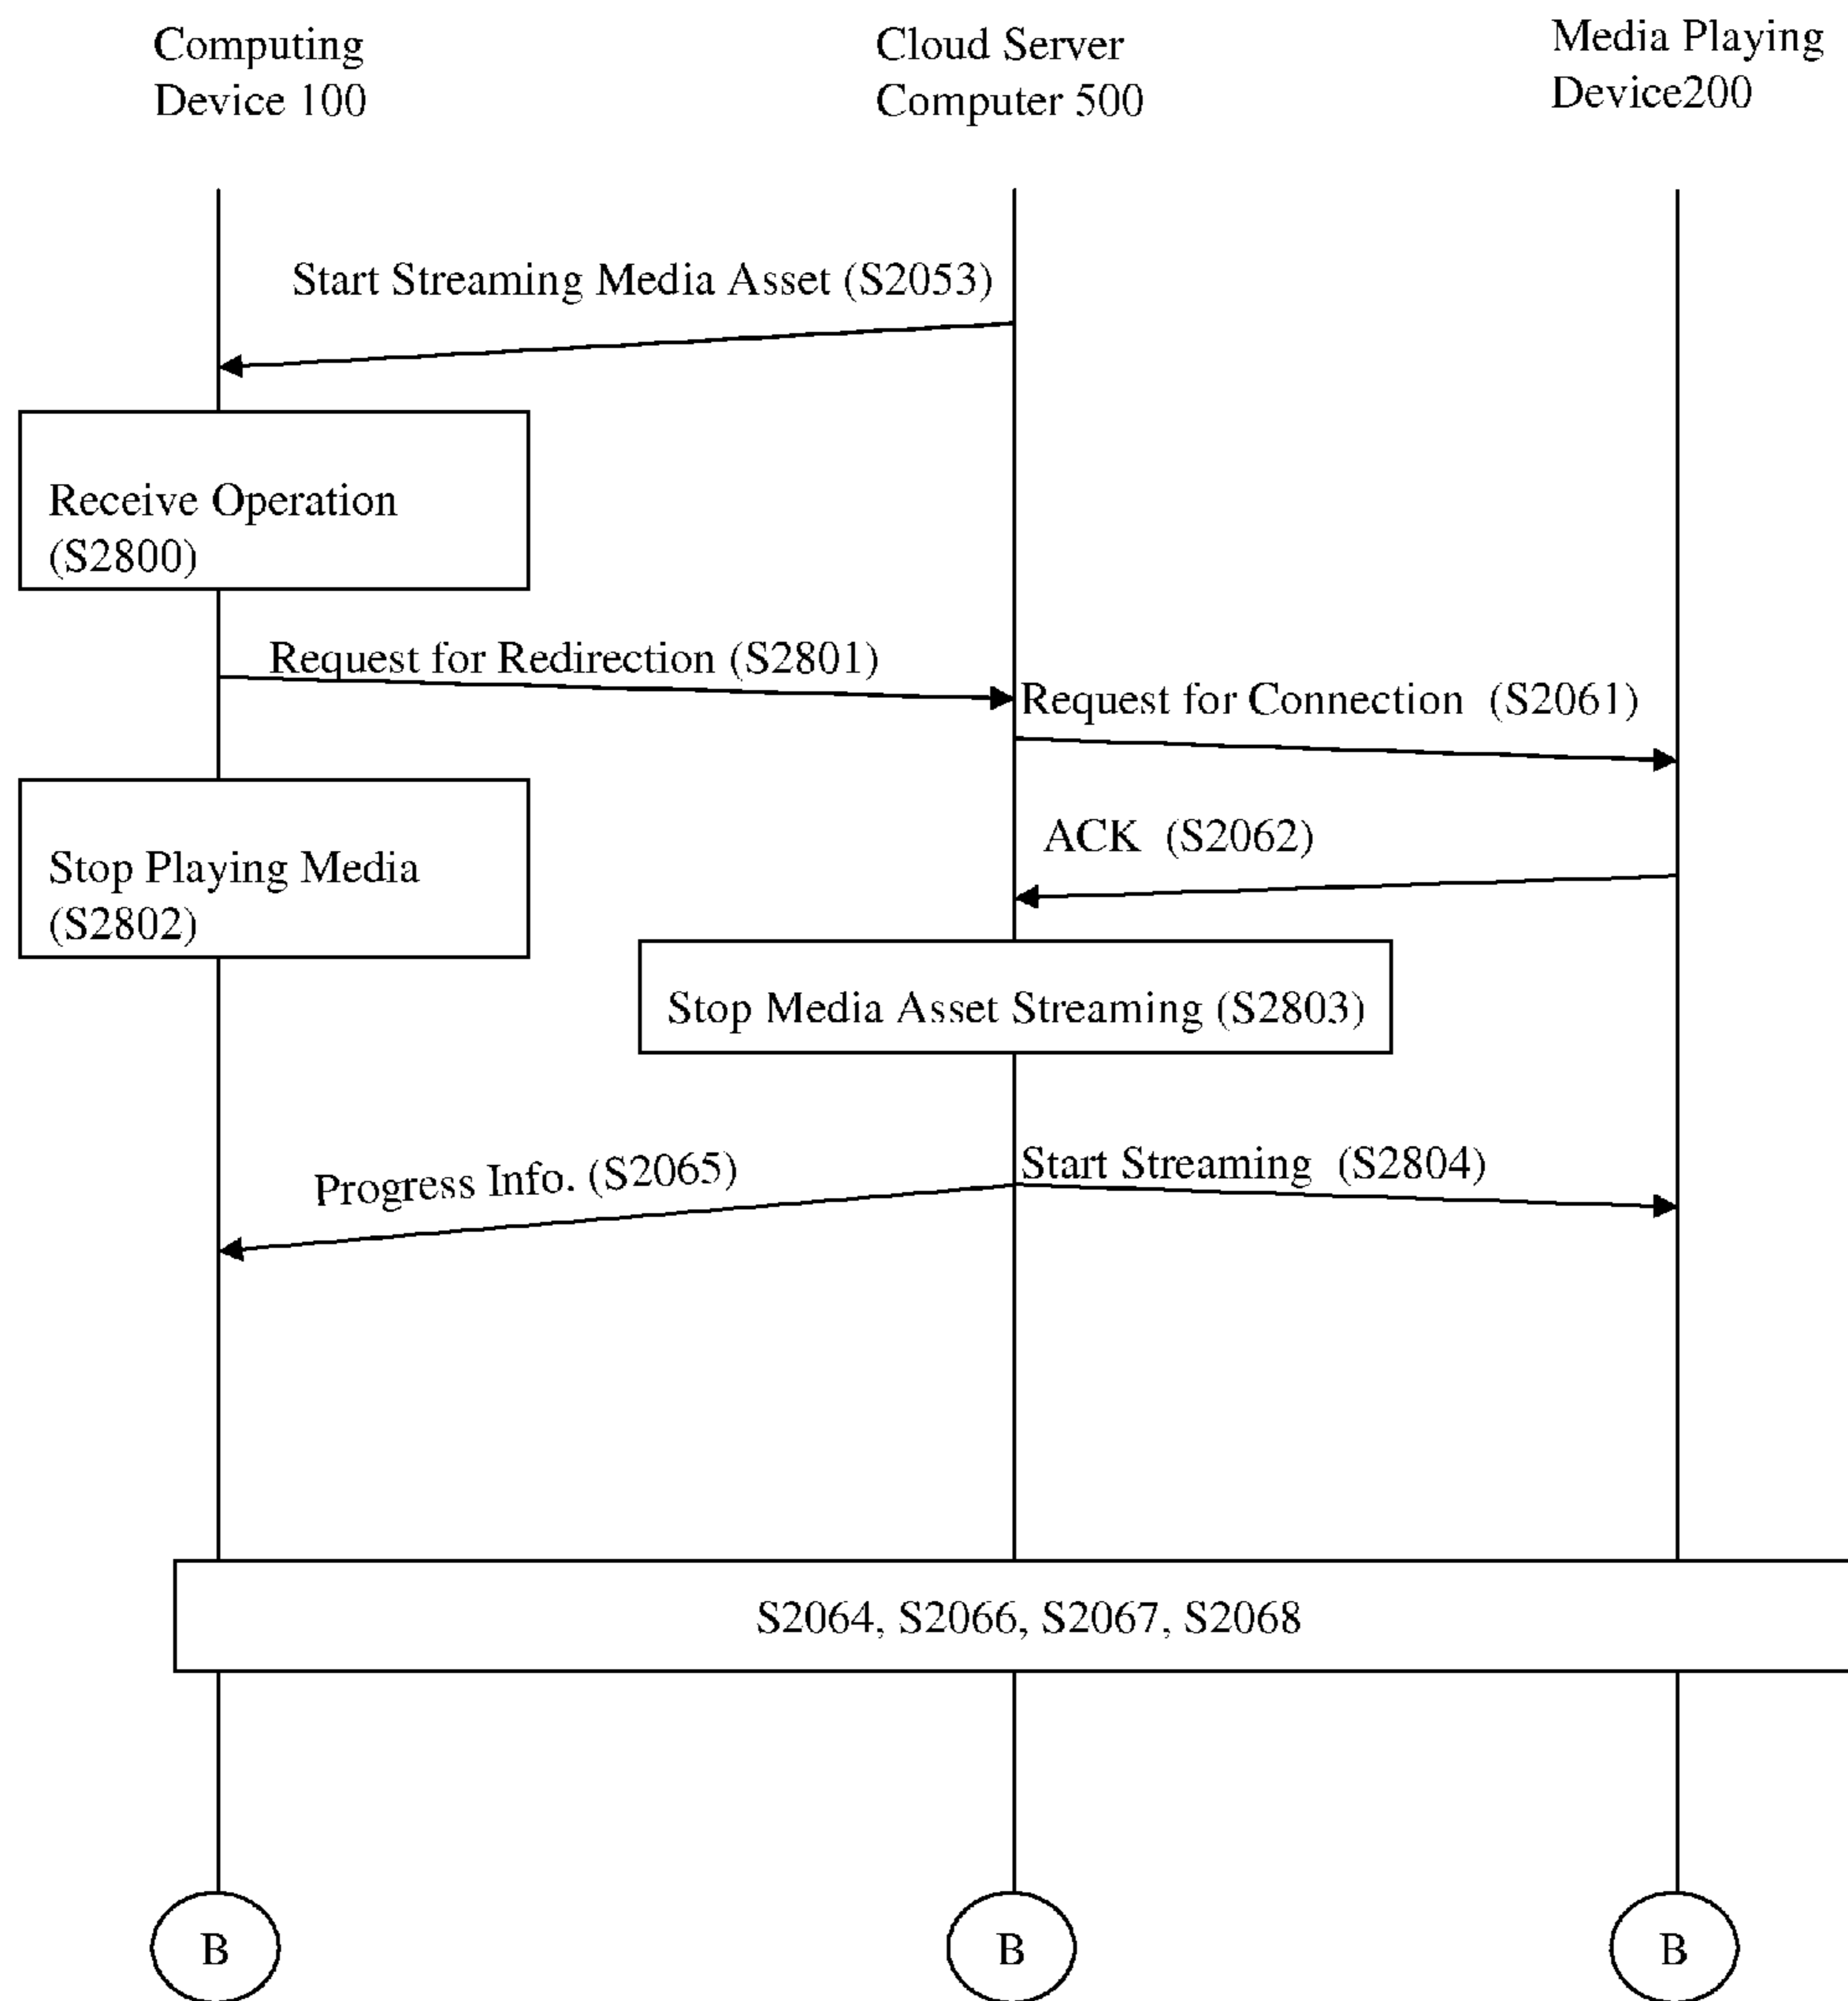 Computing
Device 100
Cloud Server
Computer 500
Media Playing
Device200
Start Streaming Media Asset (S2053)
Receive Operation
(S2800)
Request for Redirection (S2801)
Request for Connection (S2061)
Stop Playing Media
(S2802)
ACK (S2062)
Stop Media Asset Streaming (S2803)
Progress Info. (S2065)
Start Streaming (S2804)
S2064, S2066, S2067, S2068
B
B
B